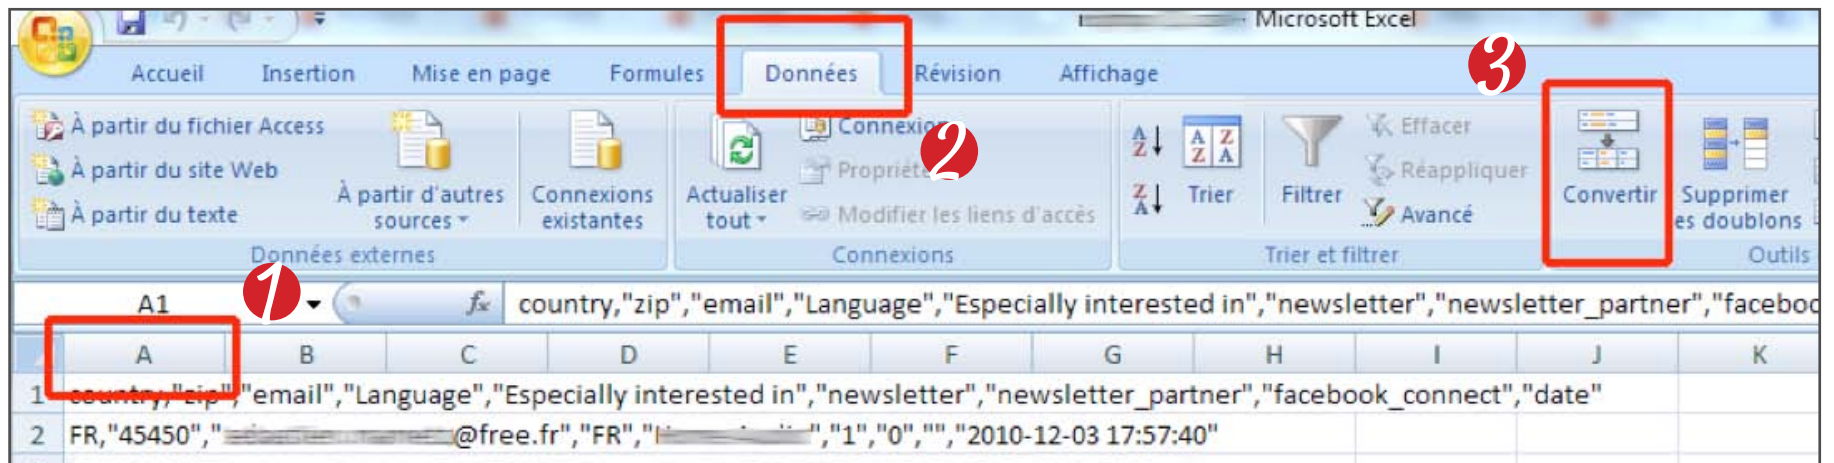 Microsoft Excel
3
Accueil Insertion Mise en page Formules Données Révision Affichage
À partir du fichier Access
À partir du site Web
À partir du texte
À partir d'autres sources
Connexions existantes
Données externes
Actualiser tout
2
Modifier les liens d'accès
Connexions
Trier
Filtrer
Effacer
Réappliquer
Avancé
Trier et filtrer
Convertir
Supprimer
es doublons
Outils
1
A1 fx country,"zip","email","Language","Especially interested in","newsletter","newsletter_partner","faceboo
A B C D E F G H I J K
1 country,"zip","email","Language","Especially interested in","newsletter","newsletter_partner","facebook_connect","date"
2 FR,"45450"," @free.fr","FR"," ","1","0","","2010-12-03 17:57:40"